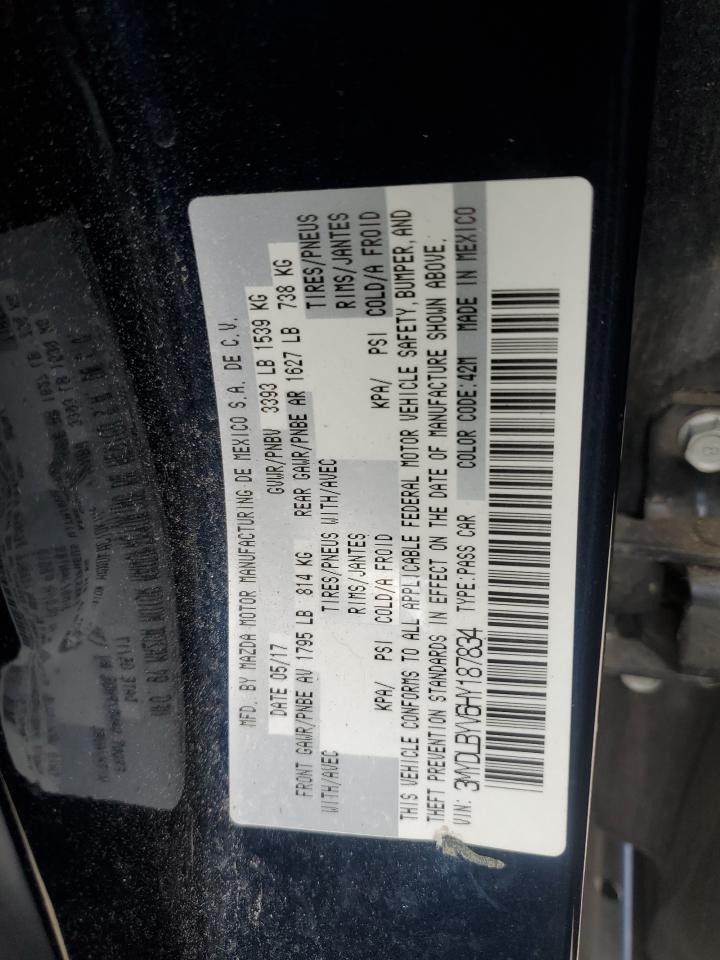 MFD. BY MAZDA MOTOR MANUFACTURING DE MEXICO S.A. DE C.V.
DATE 05/17 GVWR/PNBV 3393 LB 1539 KG
FRONT GAWR/PNBE AV 1795 LB 814 KG REAR GAWR/PNBE AR 1627 LB 738 KG
WITH/AVEC TIRES/PNEUS WITH/AVEC TIRES/PNEUS
RIMS/JANTES RIMS/JANTES
KPA/ PSI COLD/A FROID KPA/ PSI COLD/A FROID
THIS VEHICLE CONFORMS TO ALL APPLICABLE FEDERAL MOTOR VEHICLE SAFETY, BUMPER, AND
THEFT PREVENTION STANDARDS IN EFFECT ON THE DATE OF MANUFACTURE SHOWN ABOVE.
VIN: 3MYDLBYV6HY187834 TYPE:PASS CAR COLOR CODE:42M MADE IN MEXICO